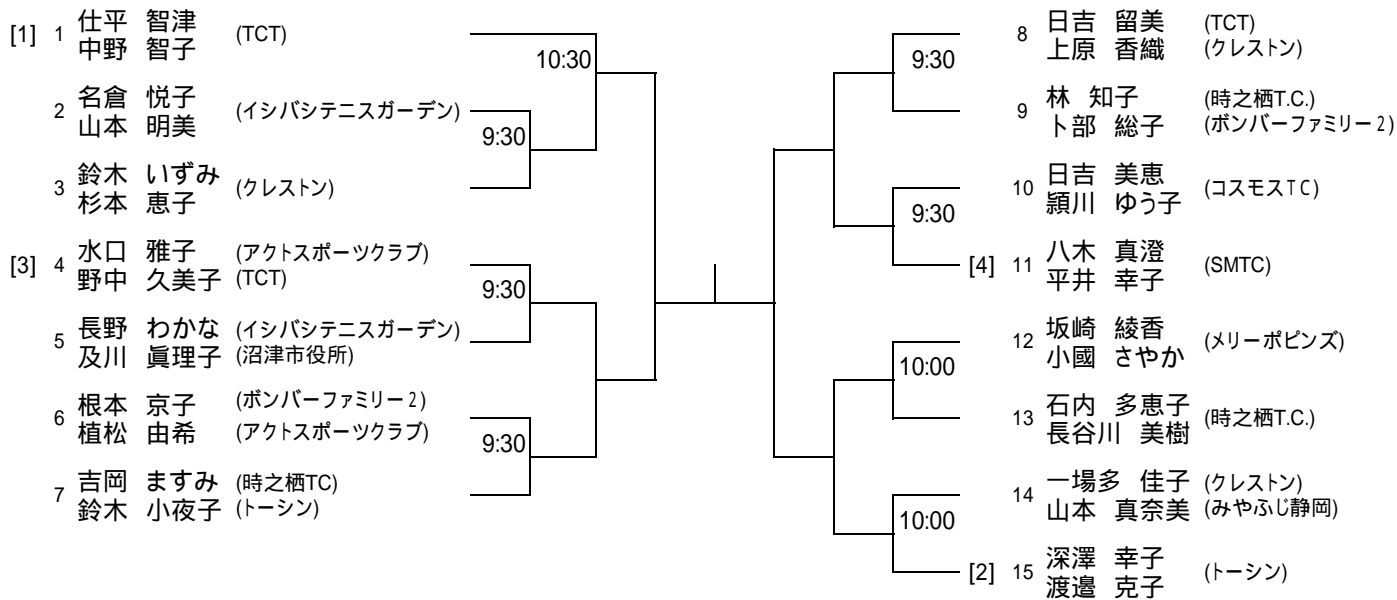 [1] 1 仕平 智津 (TCT)
中野 智子
10:30
2 名倉 悦子 (イシバシテニスガーデン)
山本 明美
9:30
3 鈴木 いずみ (クレストン)
杉本 恵子
[3] 4 水口 雅子 (アクトスポーツクラブ)
野中 久美子 (TCT)
9:30
5 長野 わかな (イシバシテニスガーデン)
及川 眞理子 (沼津市役所)
6 根本 京子 (ボンバーファミリー2)
植松 由希 (アクトスポーツクラブ)
9:30
7 吉岡 ますみ (時之栖TC)
鈴木 小夜子 (トーシン)
8 日吉 留美 (TCT)
上原 香織 (クレストン)
9:30
9 林 知子 (時之栖T.C.)
卜部 総子 (ボンバーファミリー2)
10 日吉 美恵 (コスモスTC)
潁川 ゆう子
9:30
[4] 11 八木 真澄 (SMTC)
平井 幸子
12 坂崎 綾香 (メリーポピンズ)
小國 さやか
10:00
13 石内 多恵子 (時之栖T.C.)
長谷川 美樹
14 一場多 佳子 (クレストン)
山本 真奈美 (みやふじ静岡)
10:00
[2] 15 深澤 幸子 (トーシン)
渡邉 克子